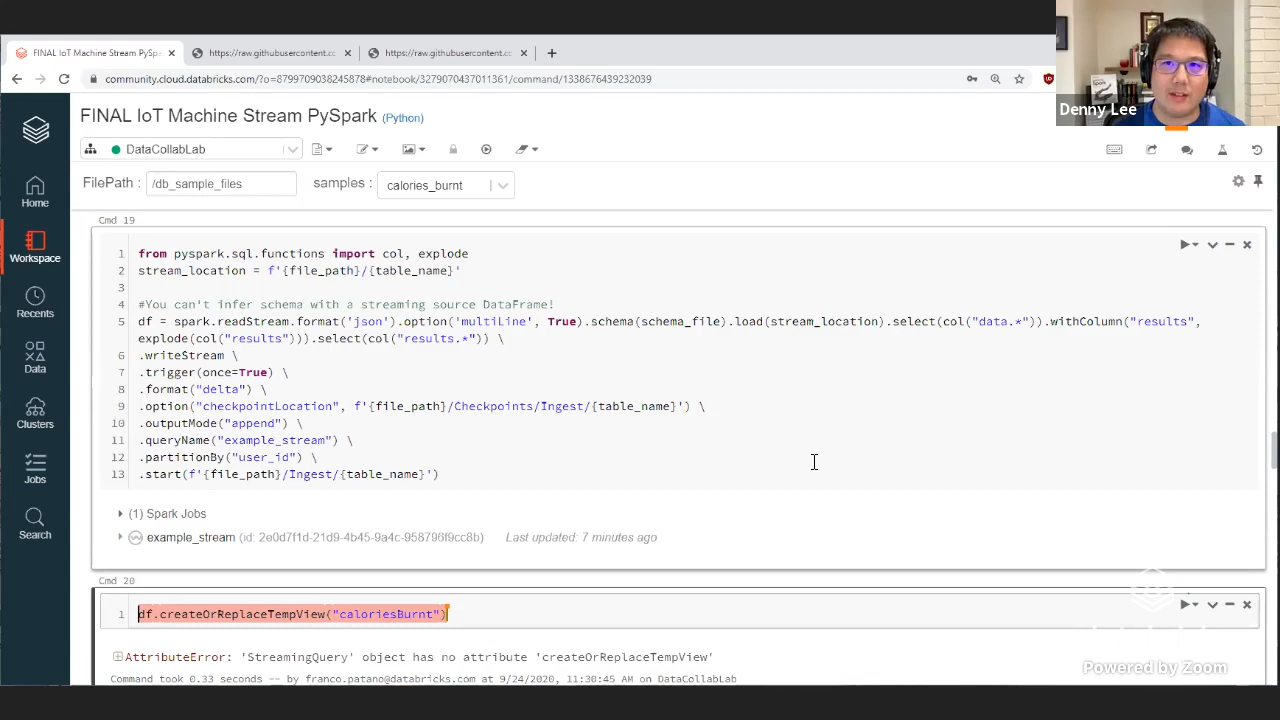 FINAL IoT Machine Stream PySpa
https://raw.githubusercontent.cc
https://raw.githubusercontent.cc
community.cloud.databricks.com/?o=8799709038245878#notebook/3279070437011361/command/1338676439232039
Denny Lee
FINAL IoT Machine Stream PySpark (Python)
DataCollabLab
FilePath : /db_sample_files samples : calories_burnt
Home
Workspace
Recents
Data
Clusters
Jobs
Search
Cmd 19
1 from pyspark.sql.functions import col, explode
2 stream_location = f'{file_path}/{table_name}'
3
4 #You can't infer schema with a streaming source DataFrame!
5 df = spark.readStream.format('json').option('multiLine', True).schema(schema_file).load(stream_location).select(col("data.*")).withColumn("results",
explode(col("results"))).select(col("results.*")) \
6 .writeStream \
7 .trigger(once=True) \
8 .format("delta") \
9 .option("checkpointLocation", f'{file_path}/Checkpoints/Ingest/{table_name}') \
10 .outputMode("append") \
11 .queryName("example_stream") \
12 .partitionBy("user_id") \
13 .start(f'{file_path}/Ingest/{table_name}')
(1) Spark Jobs
example_stream (id: 2e0d7f1d-21d9-4b45-9a4c-958796f9cc8b) Last updated: 7 minutes ago
Cmd 20
1 df.createOrReplaceTempView("caloriesBurnt")
AttributeError: 'StreamingQuery' object has no attribute 'createOrReplaceTempView'
Command took 0.33 seconds -- by franco.patano@databricks.com at 9/24/2020, 11:30:45 AM on DataCollabLab
Powered by Zoom